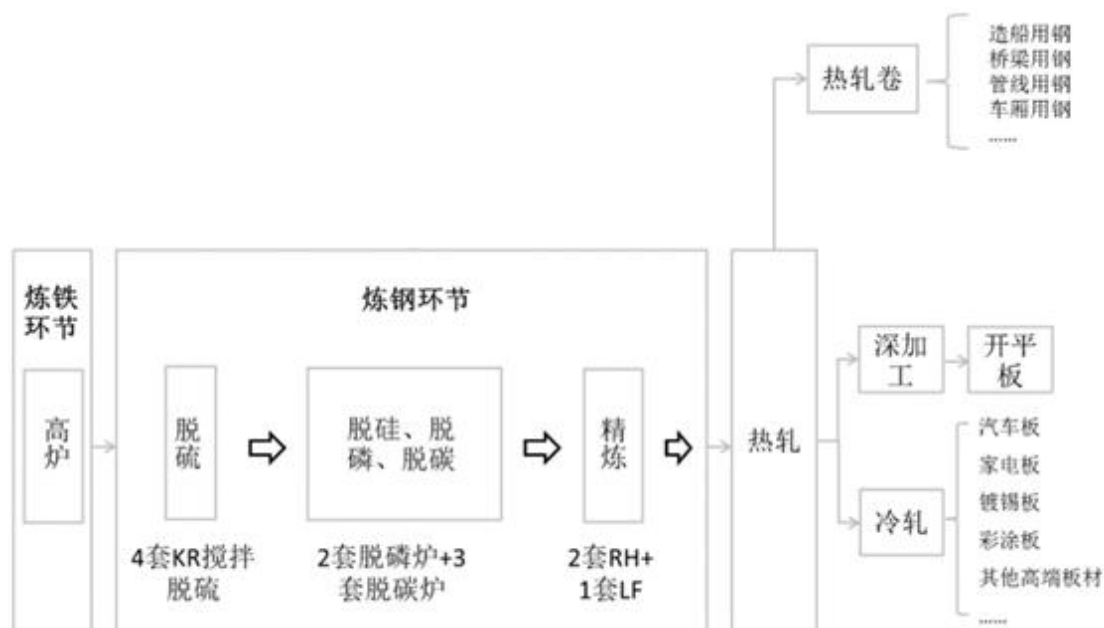 造船用钢
桥梁用钢
管线用钢
车厢用钢
......
热轧卷
炼铁
环节
高炉
炼钢环节
脱硫
4套KR搅拌
脱硫
脱硅、脱
磷、脱碳
2套脱磷炉+3
套脱碳炉
精炼
2套RH+
1套LF
热轧
深加
工
开平
板
冷轧
汽车板
家电板
镀锡板
彩涂板
其他高端板材
......